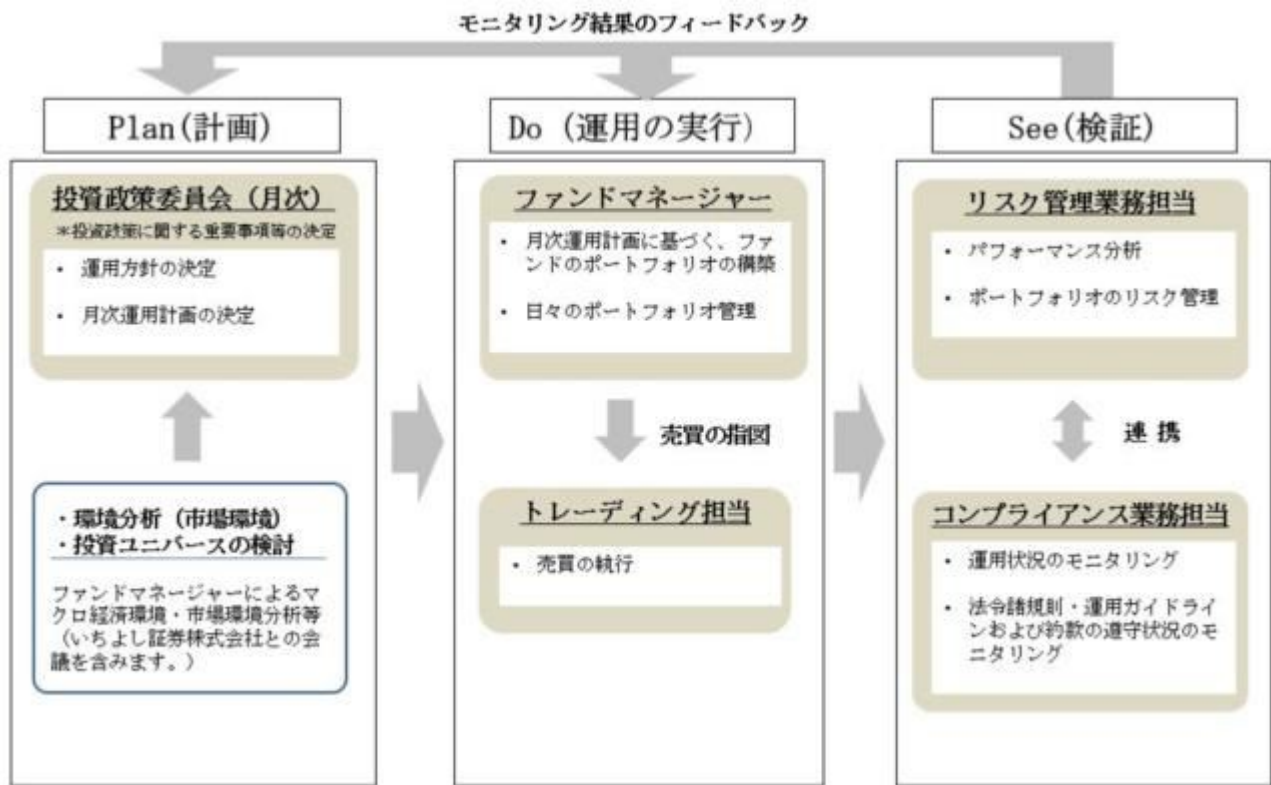 モニタリング結果のフィードバック
Plan(計画)
投資政策委員会（月次）
＊投資政策に関する重要事項等の決定
・ 運用方針の決定
・ 月次運用計画の決定
・環境分析（市場環境）
・投資ユニバースの検討
ファンドマネージャーによるマ
クロ経済環境・市場環境分析等
（いちよし証券株式会社との会
議を含みます。）
Do（運用の実行）
ファンドマネージャー
・ 月次運用計画に基づく、ファ
ンドのポートフォリオの構築
・ 日々のポートフォリオ管理
売買の指図
トレーディング担当
・ 売買の執行
See(検証)
リスク管理業務担当
・ パフォーマンス分析
・ ポートフォリオのリスク管理
連 携
コンプライアンス業務担当
・ 運用状況のモニタリング
・ 法令諸規則・運用ガイドライ
ンおよび約款の遵守状況のモ
ニタリング